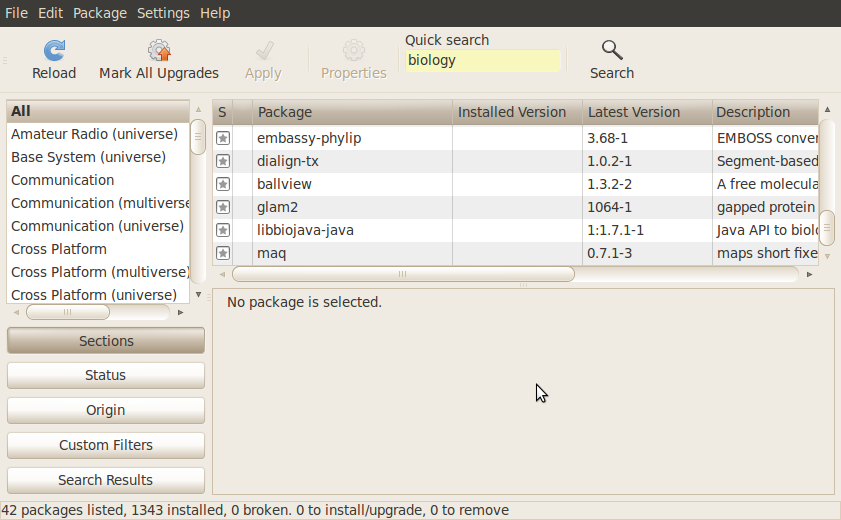 File Edit Package Settings Help
Quick search
biology
Reload Mark All Upgrades Apply Properties Search
All
Amateur Radio (universe)
Base System (universe)
Communication
Communication (multiverse
Communication (universe)
Cross Platform
Cross Platform (multiverse)
Cross Platform (universe)
S Package Installed Version Latest Version Description
embassy-phylip 3.68-1 EMBOSS conver
dialign-tx 1.0.2-1 Segment-based
ballview 1.3.2-2 A free molecula
glam2 1064-1 gapped protein
libbiojava-java 1:1.7.1-1 Java API to biolo
maq 0.7.1-3 maps short fixe
No package is selected.
Sections
Status
Origin
Custom Filters
Search Results
42 packages listed, 1343 installed, 0 broken. 0 to install/upgrade, 0 to remove